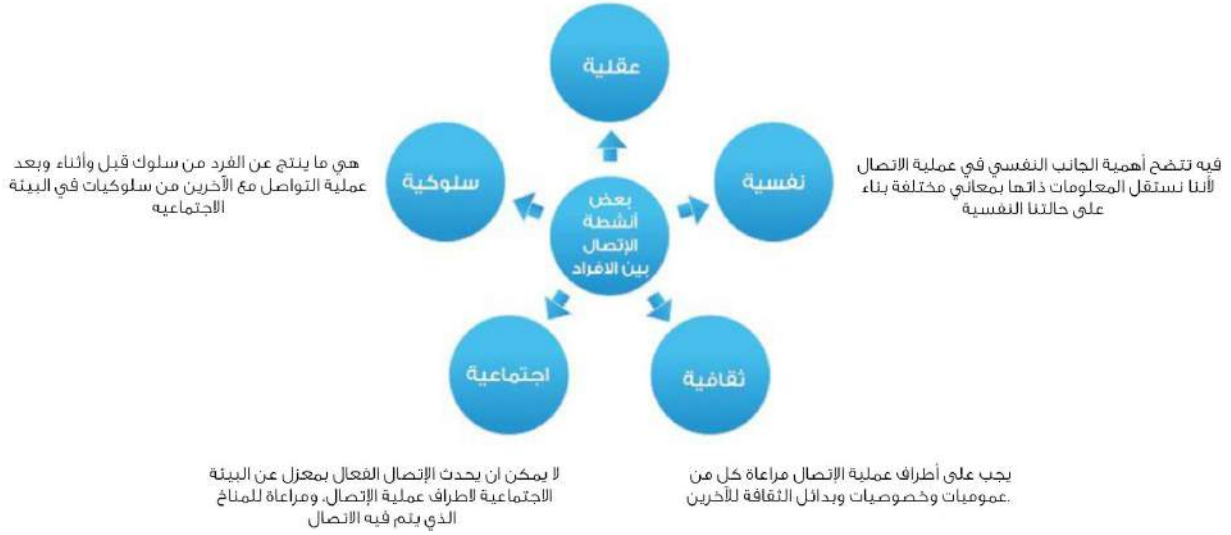 عقلية
نفسية
فيه تتضح أهمية الجانب النفسي في عملية الاتصال
لأننا نستقل المعلومات ذاتها بمعاني مختلفة بناء
على حالتنا النفسية
سلوكية
هي ما ينتج عن الفرد من سلوك قبل وأثناء وبعد
عملية التواصل مع الآخرين من سلوكيات في البيئة
الاجتماعيه
بعض
أنشطة
الإتصال
بين الافراد
ثقافية
يجب على أطراف عملية الإتصال مراعاة كل من
عموميات وخصوصيات وبدائل الثقافة للآخرين.
اجتماعية
لا يمكن ان يحدث الإتصال الفعال بمعزل عن البيئة
الاجتماعية لاطراف عملية الإتصال، ومراعاة للمناخ
الذي يتم فيه الاتصال